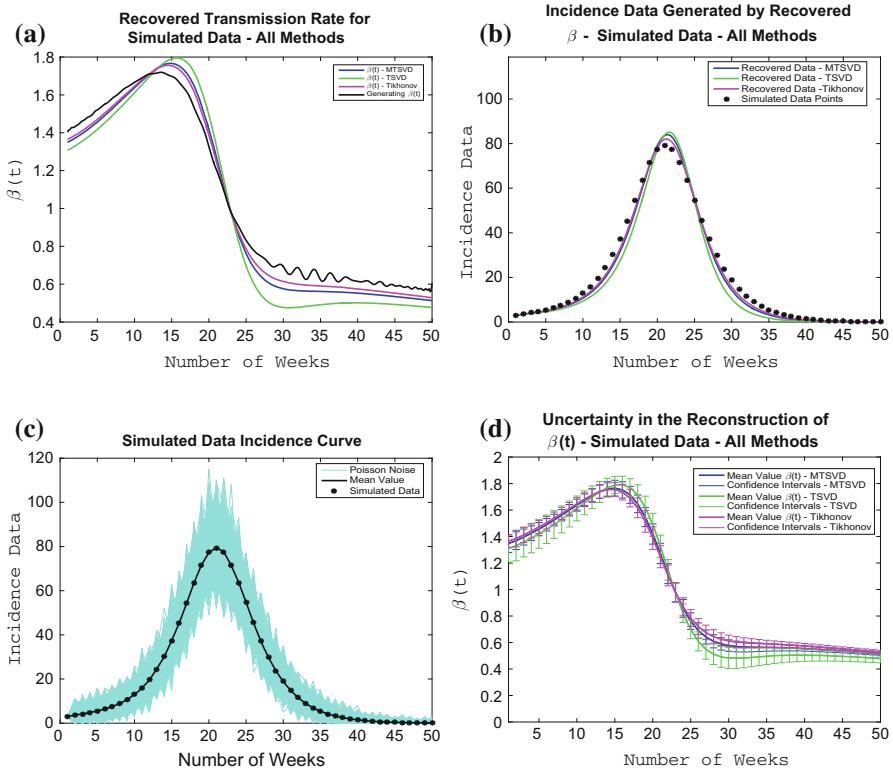 (a)
Recovered Transmission Rate for
Simulated Data - All Methods
β(t) - MTSVD
β(t) - TSVD
β(t) - Tikhonov
Generating β(t)
1.8
1.6
1.4
1.2
1
0.8
0.6
0.4
β(t)
0 5 10 15 20 25 30 35 40 45 50
Number of Weeks
(b)
Incidence Data Generated by Recovered
β - Simulated Data - All Methods
Recovered Data - MTSVD
Recovered Data - TSVD
Recovered Data -Tikhonov
Simulated Data Points
100
80
60
40
20
0
Incidence Data
0 5 10 15 20 25 30 35 40 45 50
Number of Weeks
(c)
Simulated Data Incidence Curve
Poisson Noise
Mean Value
Simulated Data
120
100
80
60
40
20
0
Incidence Data
0 5 10 15 20 25 30 35 40 45 50
Number of Weeks
(d)
Uncertainty in the Reconstruction of
β(t) - Simulated Data - All Methods
Mean Value β(t) - MTSVD
Confidence Intervals - MTSVD
Mean Value β(t) - TSVD
Confidence Intervals - TSVD
Mean Value β(t) - Tikhonov
Confidence Intervals - Tikhonov
2
1.8
1.6
1.4
1.2
1
0.8
0.6
0.4
0.2
0
β(t)
5 10 15 20 25 30 35 40 45 50
Number of Weeks